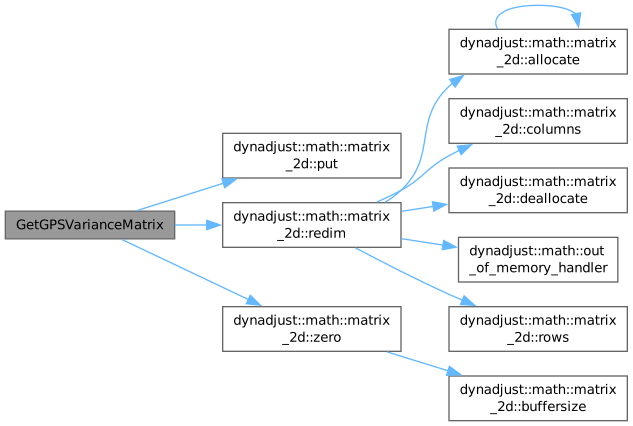 GetGPSVarianceMatrix
dynadjust::math::matrix
_2d::put
dynadjust::math::matrix
_2d::redim
dynadjust::math::matrix
_2d::zero
dynadjust::math::matrix
_2d::allocate
dynadjust::math::matrix
_2d::columns
dynadjust::math::matrix
_2d::deallocate
dynadjust::math::out
_of_memory_handler
dynadjust::math::matrix
_2d::rows
dynadjust::math::matrix
_2d::buffersize